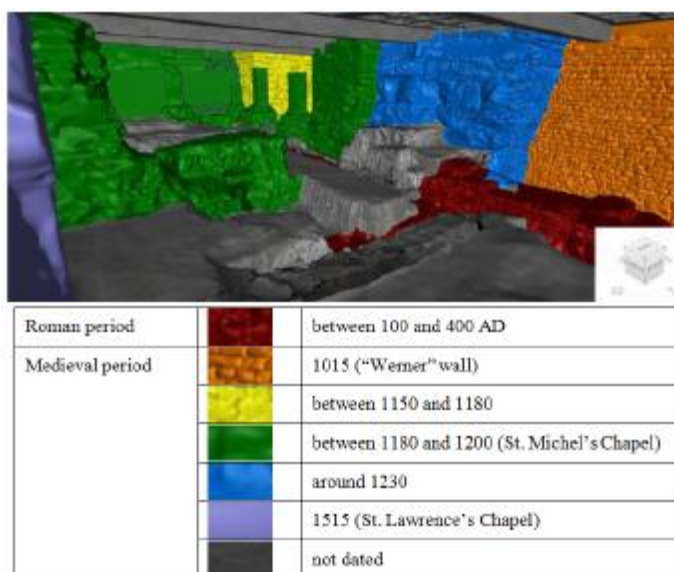 Roman period between 100 and 400 AD
Medieval period 1015 ("Werner" wall)
between 1150 and 1180
between 1180 and 1200 (St. Michel's Chapel)
around 1230
1515 (St. Lawrence's Chapel)
not dated